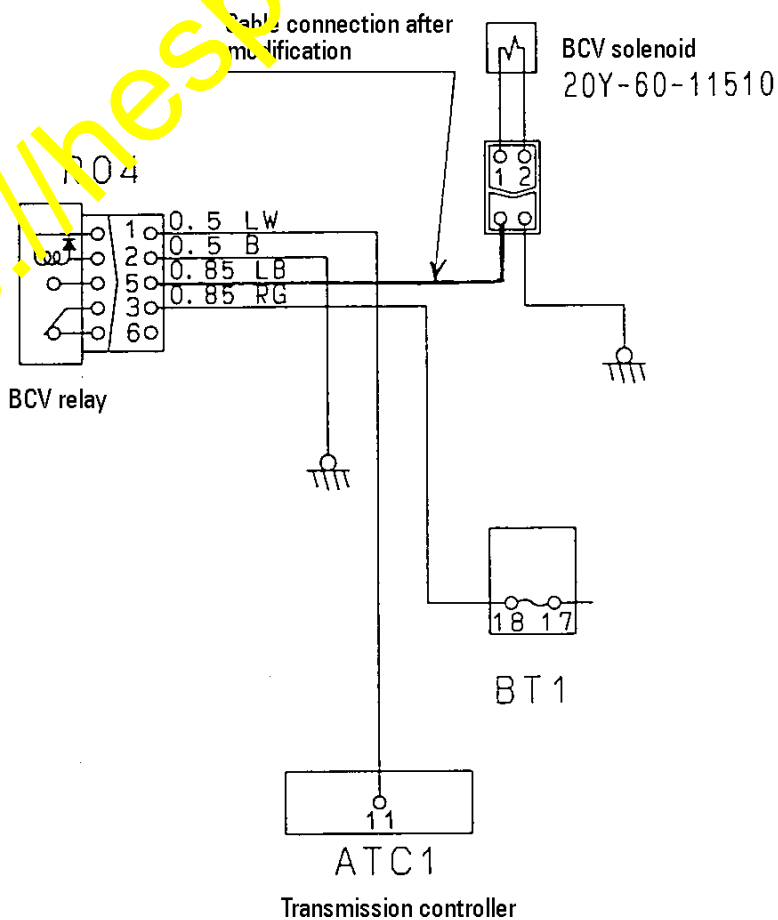 Cable connection after
modification
BCV solenoid
20Y-60-11510
1 2
R04
1 0.5 LW
2 0.5 B
5 0.85 LB
3 0.85 RG
6
BCV relay
18 17
BT1
11
ATC1
Transmission controller